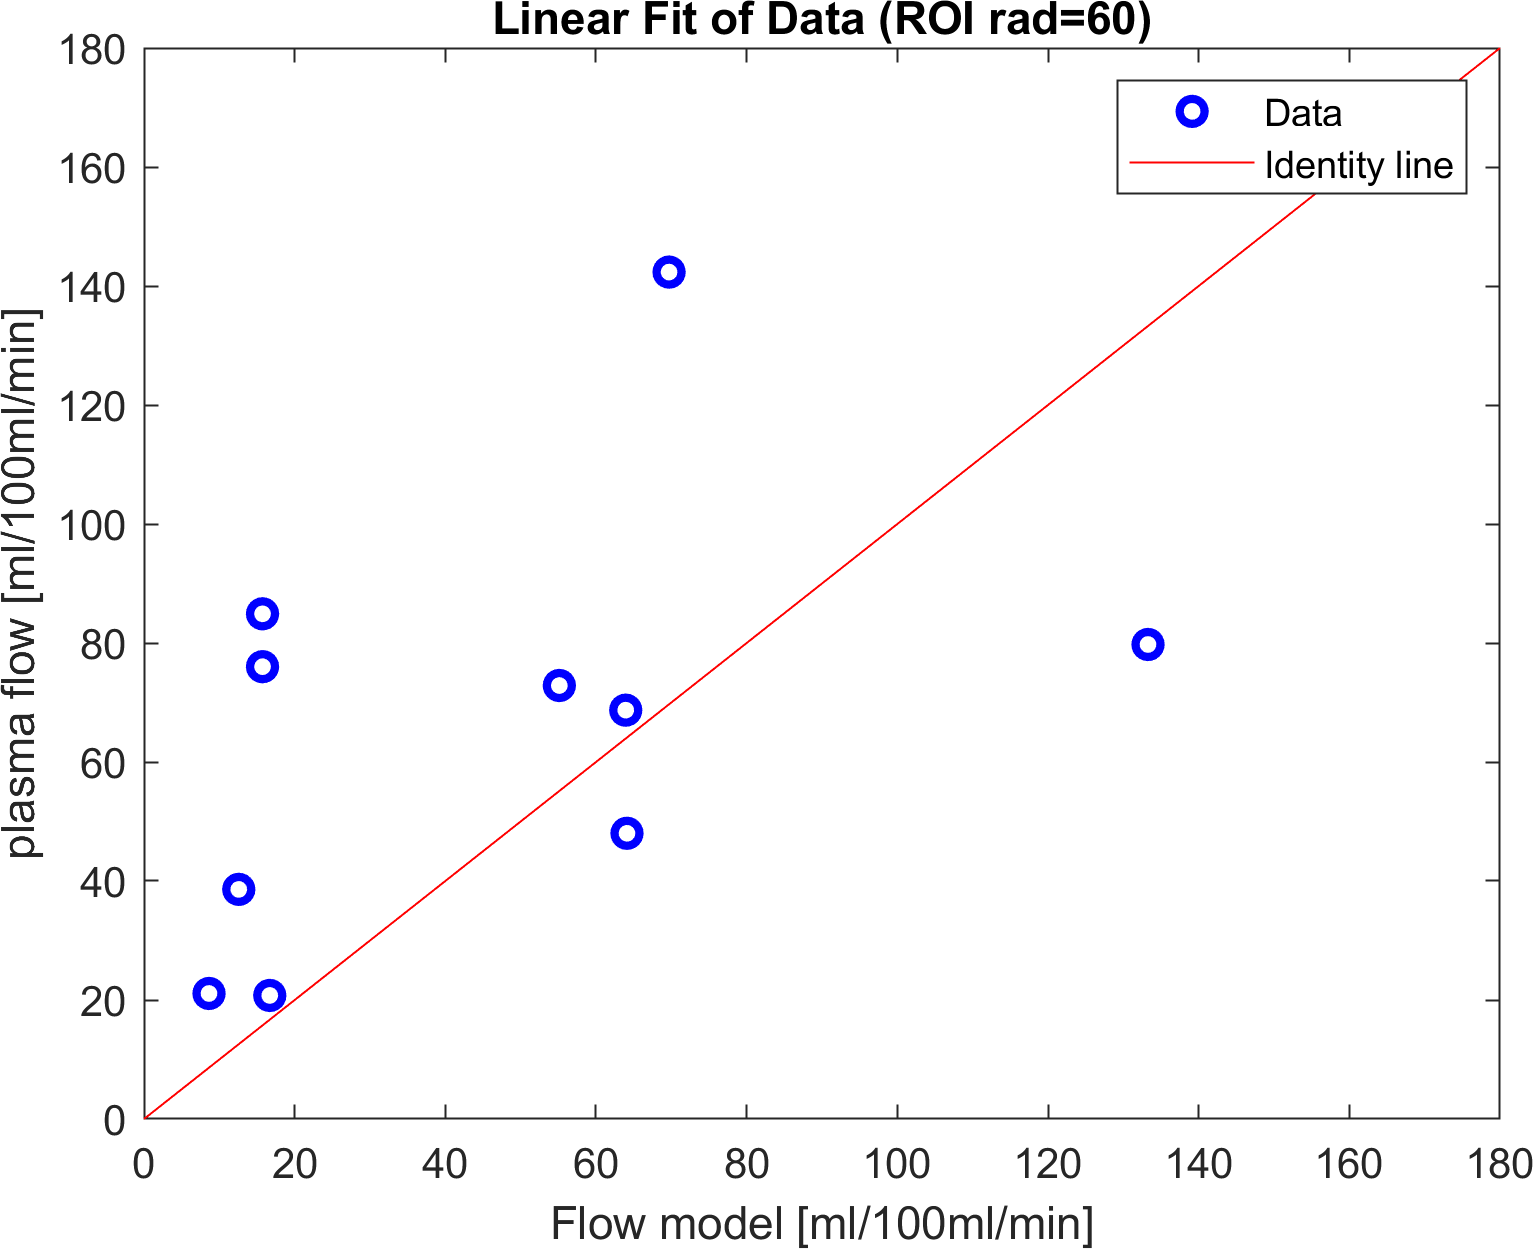 Linear Fit of Data (ROI rad=60)
180
160
140
120
100
80
60
40
20
0
plasma flow [ml/100ml/min]
Data
Identity line
0 20 40 60 80 100 120 140 160 180
Flow model [ml/100ml/min]